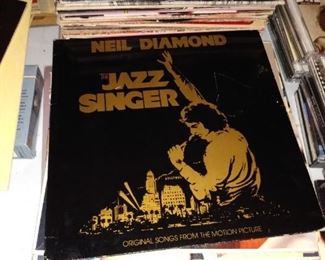 NEIL DIAMOND
THE
JAZZ
SINGER
ORIGINAL SONGS FROM THE MOTION PICTURE